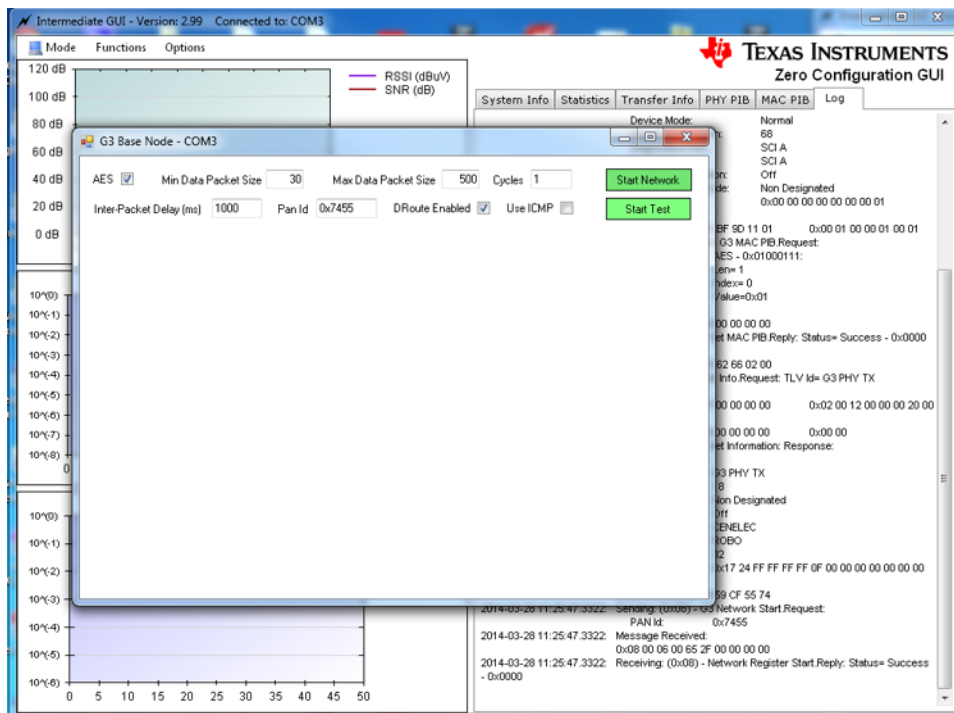 Intermediate GUI - Version: 2.99 Connected to: COM3
Mode Functions Options
TEXAS INSTRUMENTS
Zero Configuration GUI
120 dB
100 dB
80 dB
60 dB
40 dB
20 dB
0 dB
RSSI (dBuV)
SNR (dB)
System Info Statistics Transfer Info PHY PIB MAC PIB Log
Device Mode: Normal
68
SCI A
SCI A
Off
Non Designated
0x00 00 00 00 00 00 00 01
G3 Base Node - COM3
AES Min Data Packet Size 30 Max Data Packet Size 500 Cycles 1 Start Network
Inter-Packet Delay (ms) 1000 Pan Id 0x7455 DRoute Enabled Use ICMP Start Test
BF 9D 11 01 0x00 01 00 00 01 00 01
G3 MAC PIB.Request:
AES - 0x01000111:
Len= 1
ndex= 0
Value=0x01
00 00 00 00
et MAC PIB.Reply: Status= Success - 0x0000
62 66 02 00
Info.Request: TLV Id= G3 PHY TX
00 00 00 00 0x02 00 12 00 00 00 20 00
00 00 00 00 0x00 00
et Information: Response:
G3 PHY TX
8
Non Designated
Off
CENELEC
ROBO
32
0x17 24 FF FF FF FF 0F 00 00 00 00 00 00 00
59 CF 55 74
2014-03-28 11:25:47.3322: Sending: (0x08) - G3 Network Start.Request:
PAN Id: 0x7455
2014-03-28 11:25:47.3322: Message Received:
0x08 00 06 00 65 2F 00 00 00 00
2014-03-28 11:25:47.3322: Receiving: (0x08) - Network Register Start.Reply: Status= Success
- 0x0000
10^(0)
10^(-1)
10^(-2)
10^(-3)
10^(-4)
10^(-5)
10^(-6)
10^(-7)
10^(-8)
0
10^(0)
10^(-1)
10^(-2)
10^(-3)
10^(-4)
10^(-5)
10^(-6)
0 5 10 15 20 25 30 35 40 45 50